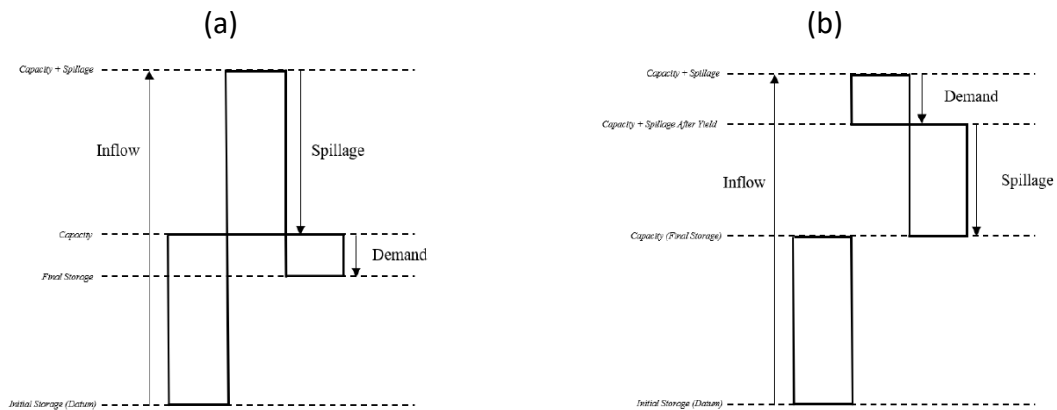 (a)
Capacity + Spillage
Inflow
Spillage
Capacity
Demand
Final Storage
Initial Storage (Datum)
(b)
Capacity + Spillage
Demand
Capacity + Spillage After Yield
Inflow
Spillage
Capacity (Final Storage)
Initial Storage (Datum)